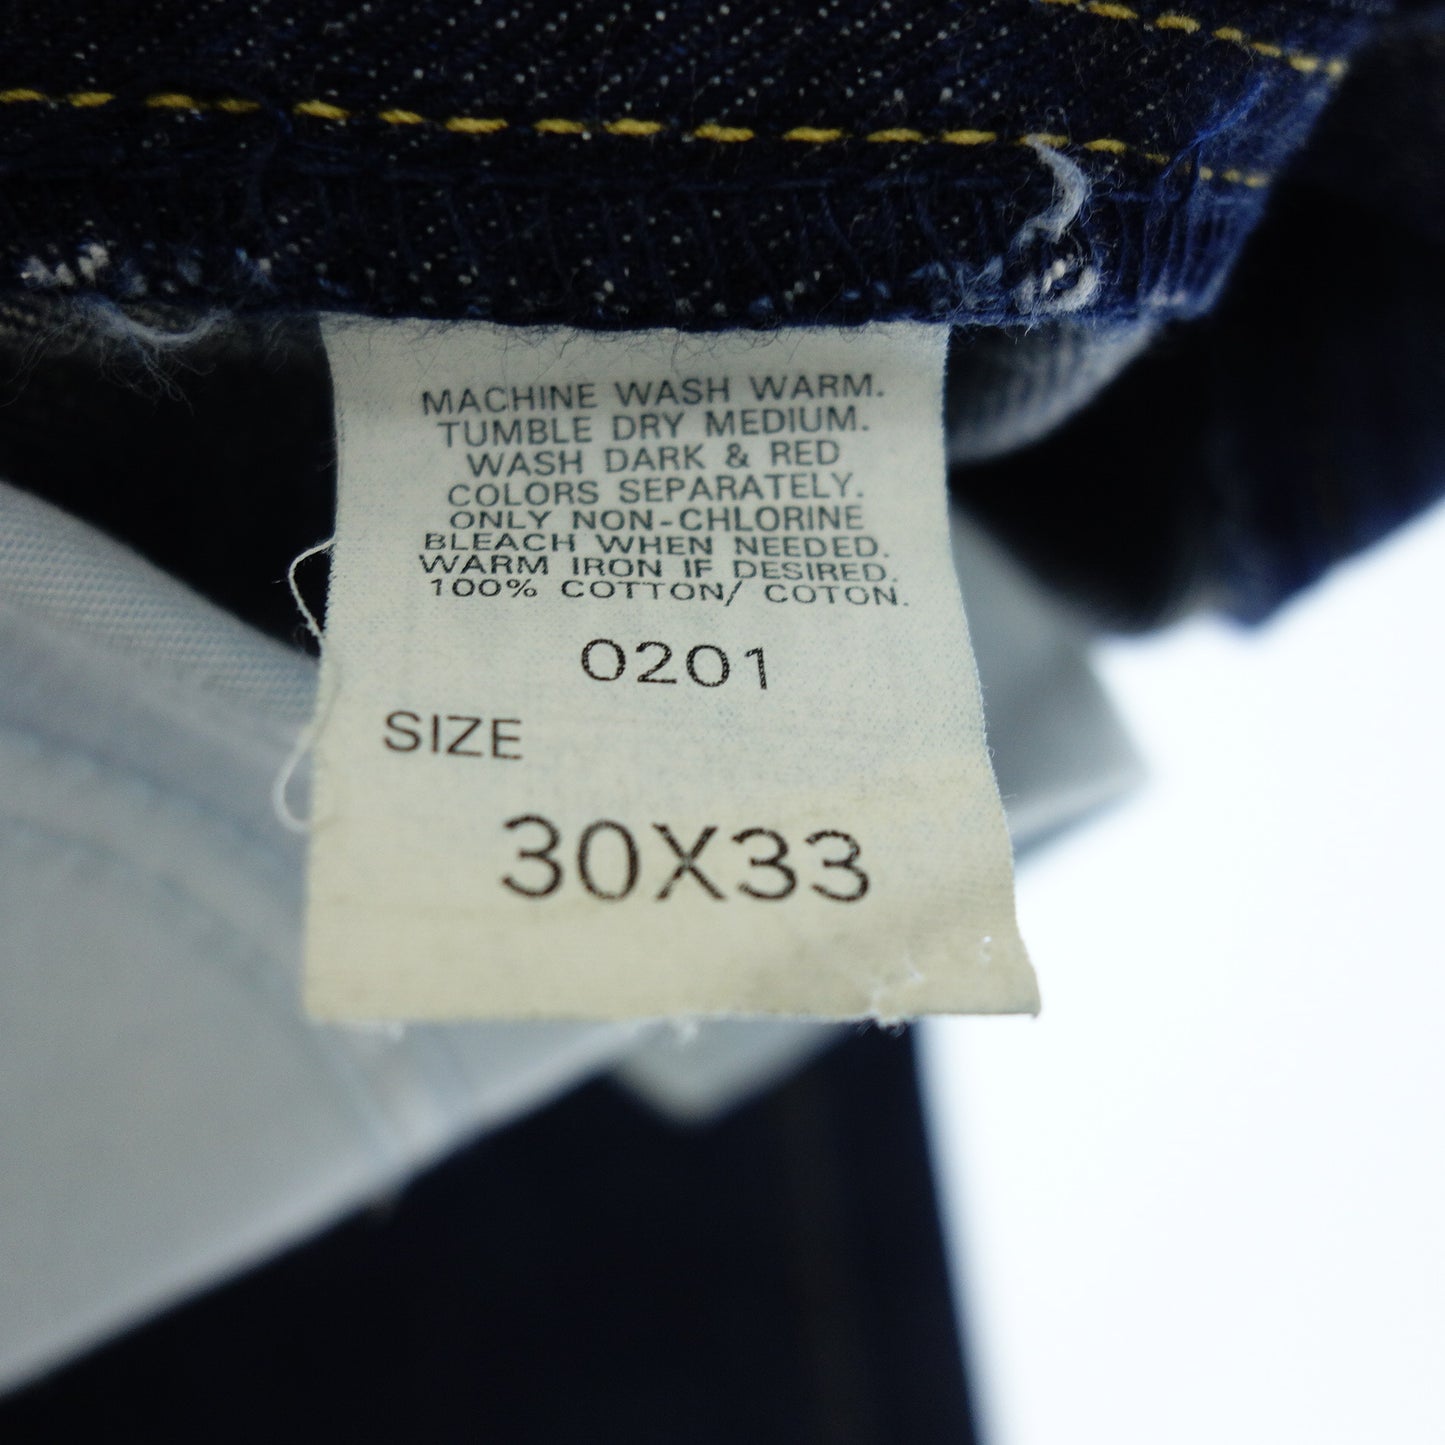 MACHINE WASH WARM.
TUMBLE DRY MEDIUM.
WASH DARK & RED
COLORS SEPARATELY.
ONLY NON-CHLORINE
BLEACH WHEN NEEDED.
WARM IRON IF DESIRED.
100% COTTON/ COTON.
0201
SIZE
30X33